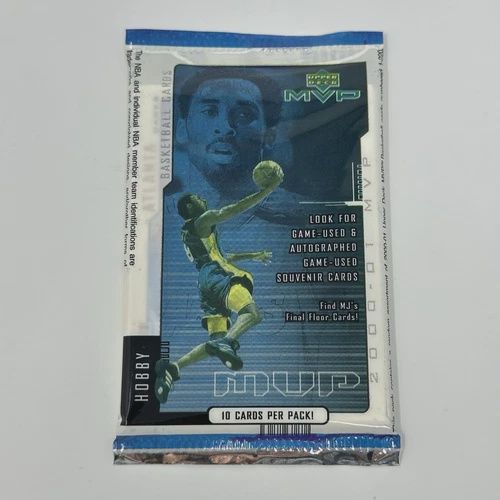 UPPER
DECK
MVP
BASKETBALL CARDS
ATLANTA
The NBA and individual NBA member team identifications are
LOOK FOR
GAME-USED &
AUTOGRAPHED
GAME-USED
SOUVENIR CARDS
Find MJ's
Final Floor Cards!
2000-01 MVP
HOBBY
MVP
10 CARDS PER PACK!